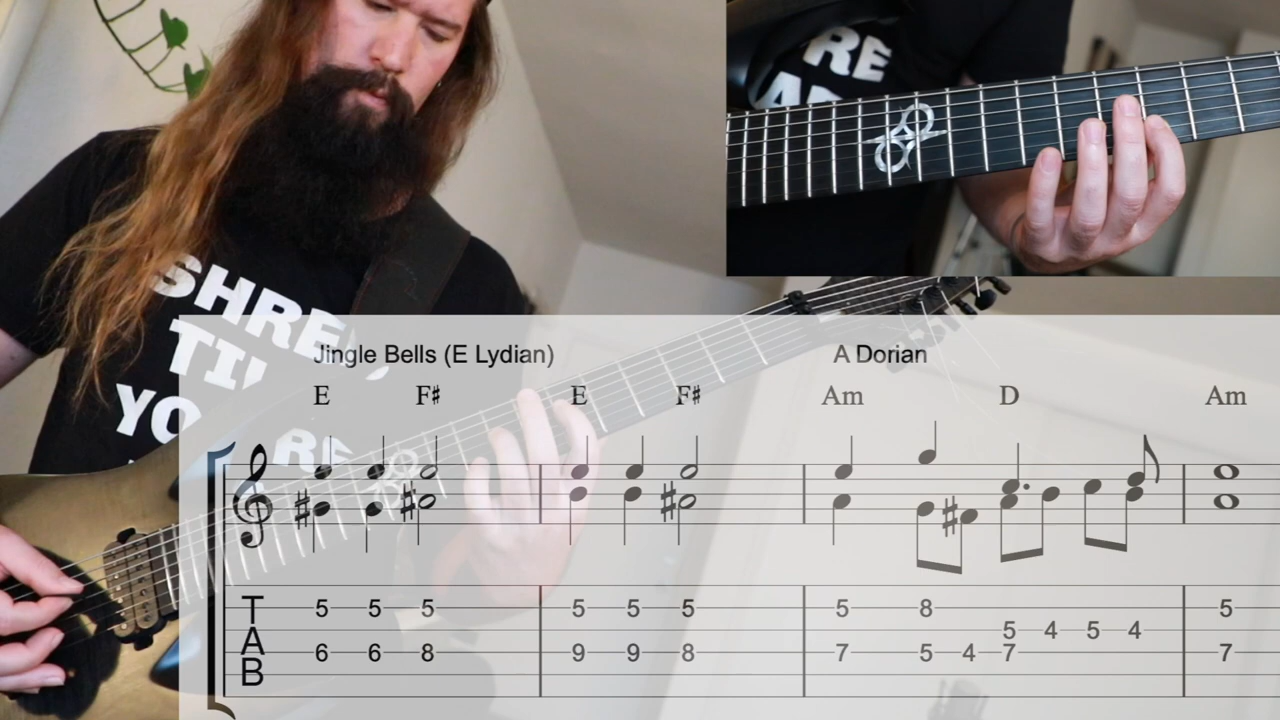 RE
SHRE
TIL
YO RE
Jingle Bells (E Lydian)
A Dorian
E F# E F# Am D Am
T
A
B
5 5 5 5 5 5 5 8 5
5 4 5 4
6 6 8 9 9 8 7 5 4 7 7